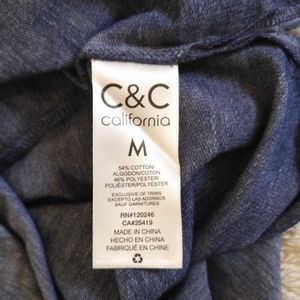 C&C
california
M
54% COTTON/
ALGODÓN/COTON
46% POLYESTER/
POLIÉSTER/POLYESTER
EXCLUSIVE OF TRIMS
EXCEPTO LAS ADORNOS
SAUF GARNITURES
RN#120246
CA#25419
MADE IN CHINA
HECHO EN CHINA
FABRIQUÉ EN CHINE